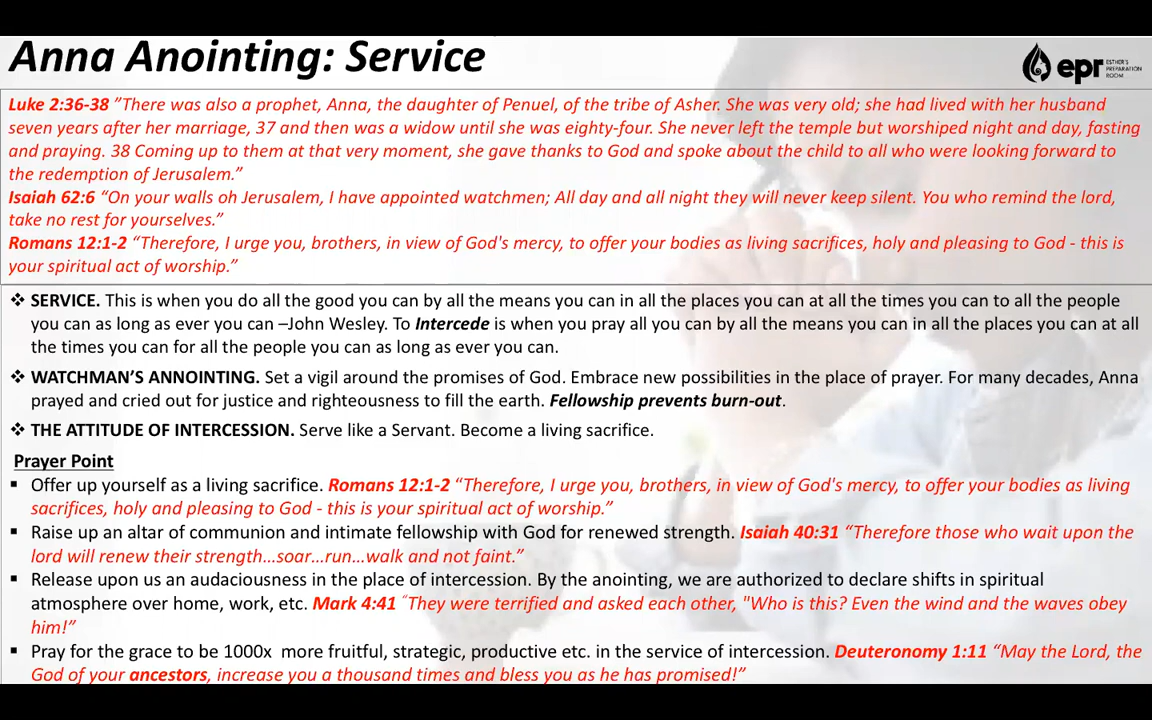 Anna Anointing: Service
epr ESTHER'S
PREPARATION
ROOM
Luke 2:36-38 ”There was also a prophet, Anna, the daughter of Penuel, of the tribe of Asher. She was very old; she had lived with her husband
seven years after her marriage, 37 and then was a widow until she was eighty-four. She never left the temple but worshiped night and day, fasting
and praying. 38 Coming up to them at that very moment, she gave thanks to God and spoke about the child to all who were looking forward to
the redemption of Jerusalem.”
Isaiah 62:6 “On your walls oh Jerusalem, I have appointed watchmen; All day and all night they will never keep silent. You who remind the lord,
take no rest for yourselves.”
Romans 12:1-2 “Therefore, I urge you, brothers, in view of God's mercy, to offer your bodies as living sacrifices, holy and pleasing to God - this is
your spiritual act of worship.”
❖ SERVICE. This is when you do all the good you can by all the means you can in all the places you can at all the times you can to all the people
you can as long as ever you can –John Wesley. To Intercede is when you pray all you can by all the means you can in all the places you can at all
the times you can for all the people you can as long as ever you can.
❖ WATCHMAN’S ANNOINTING. Set a vigil around the promises of God. Embrace new possibilities in the place of prayer. For many decades, Anna
prayed and cried out for justice and righteousness to fill the earth. Fellowship prevents burn-out.
❖ THE ATTITUDE OF INTERCESSION. Serve like a Servant. Become a living sacrifice.
Prayer Point
▪ Offer up yourself as a living sacrifice. Romans 12:1-2 “Therefore, I urge you, brothers, in view of God's mercy, to offer your bodies as living
sacrifices, holy and pleasing to God - this is your spiritual act of worship.”
▪ Raise up an altar of communion and intimate fellowship with God for renewed strength. Isaiah 40:31 “Therefore those who wait upon the
lord will renew their strength…soar…run…walk and not faint.”
▪ Release upon us an audaciousness in the place of intercession. By the anointing, we are authorized to declare shifts in spiritual
atmosphere over home, work, etc. Mark 4:41 “They were terrified and asked each other, "Who is this? Even the wind and the waves obey
him!”
▪ Pray for the grace to be 1000x more fruitful, strategic, productive etc. in the service of intercession. Deuteronomy 1:11 “May the Lord, the
God of your ancestors, increase you a thousand times and bless you as he has promised!”